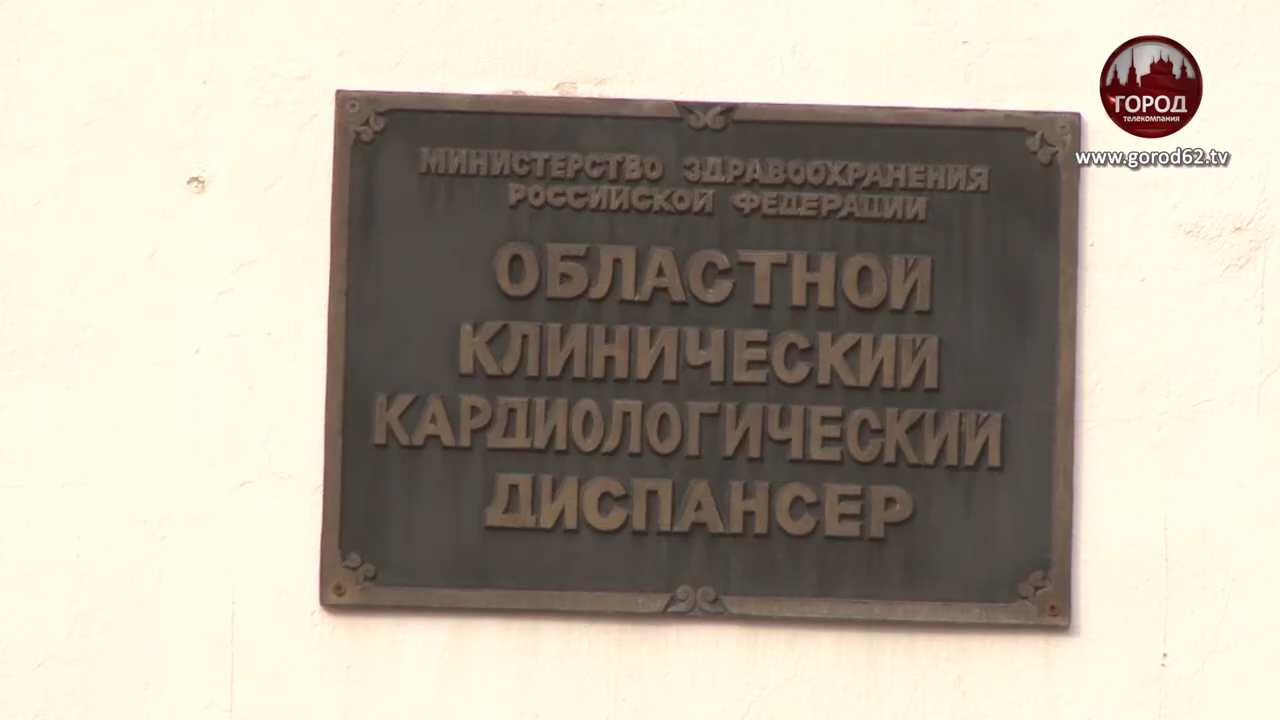 ГОРОД
телекомпания
www.gorod62.tv
МИНИСТЕРСТВО ЗДРАВООХРАНЕНИЯ
РОССИЙСКОЙ ФЕДЕРАЦИИ
ОБЛАСТНОЙ
КЛИНИЧЕСКИЙ
КАРДИОЛОГИЧЕСКИЙ
ДИСПАНСЕР